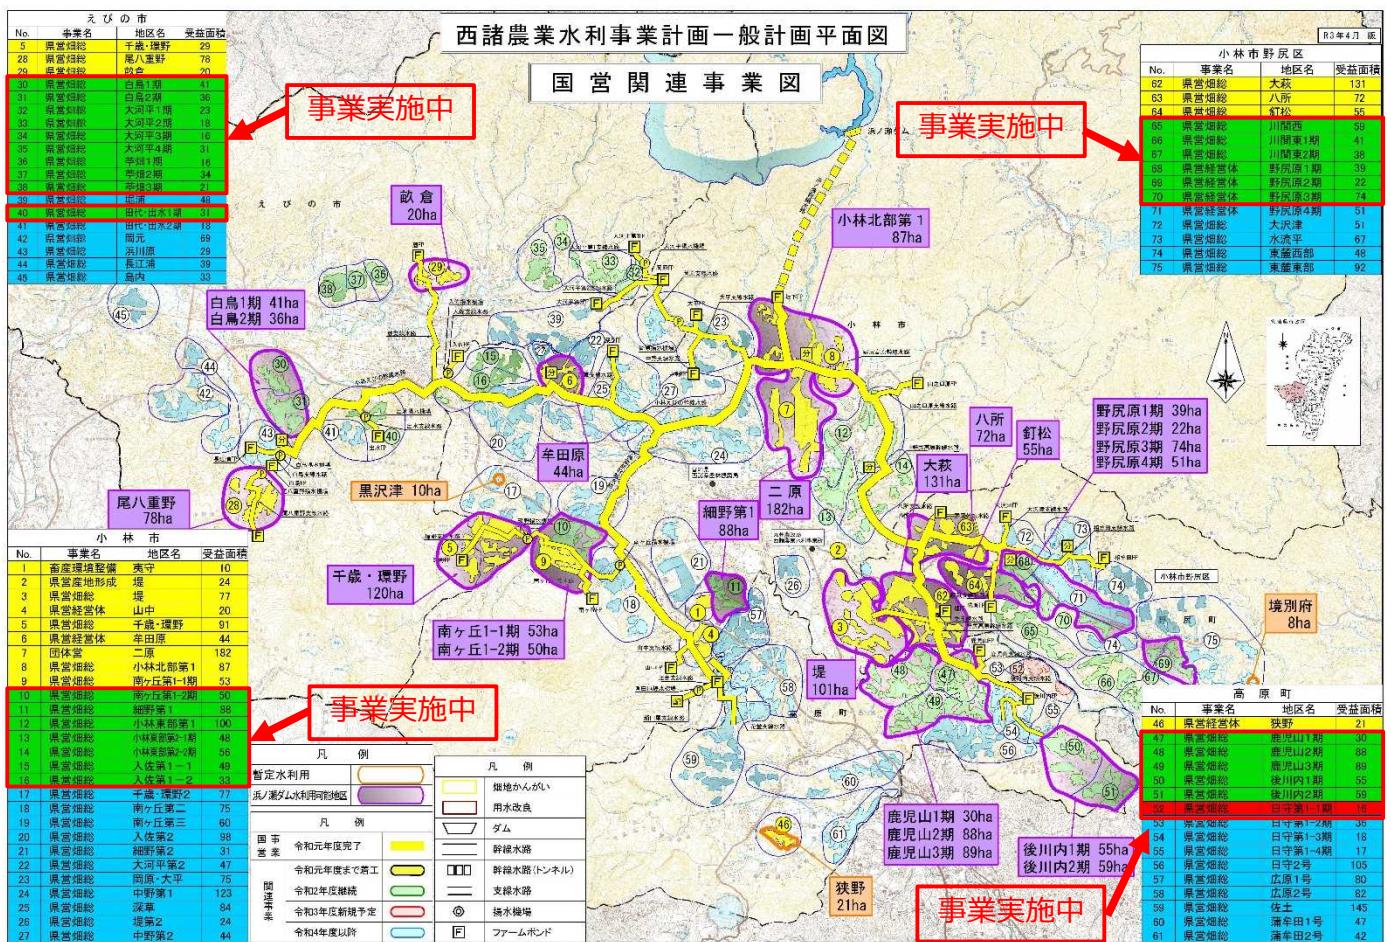 西諸農業水利事業計画一般計画平面図
国営関連事業図
R3年4月 版
えびの市
No. 事業名 地区名 受益面積
5 県営畑総 千歳・環野 29
28 県営畑総 尾八重野 78
29 県営畑総 畝倉 20
30 県営畑総 白鳥1期 41
31 県営畑総 白鳥2期 36
32 県営畑総 大河平1期 23
33 県営畑総 大河平2期 18
34 県営畑総 大河平3期 16
35 県営畑総 大河平4期 31
36 県営畑総 苧畑1期 16
37 県営畑総 苧畑2期 34
38 県営畑総 苧畑3期 21
39 県営畑総 堀浦 48
40 県営畑総 田代・出水1期 31
41 県営畑総 田代・出水2期 18
42 県営畑総 岡元 69
43 県営畑総 浜川原 29
44 県営畑総 長江浦 39
45 県営畑総 島内 33
事業実施中
小林市野尻区
No. 事業名 地区名 受益面積
62 県営畑総 大萩 131
63 県営畑総 八所 72
64 県営畑総 釘松 55
65 県営畑総 川間西 59
66 県営畑総 川間東1期 41
67 県営畑総 川間東2期 38
68 県営経営体 野尻原1期 39
69 県営経営体 野尻原2期 22
70 県営経営体 野尻原3期 74
71 県営経営体 野尻原4期 51
72 県営畑総 大沢津 51
73 県営畑総 水流平 67
74 県営畑総 東麓西部 48
75 県営畑総 東麓東部 92
事業実施中
浜ノ瀬ダム
えびの市
小林市
畝倉
20ha
小林北部第1
87ha
白鳥1期 41ha
白鳥2期 36ha
尾八重野
78ha
牟田原
44ha
黒沢津 10ha
二原
182ha
細野第1
88ha
八所
72ha
釘松
55ha
大萩
131ha
野尻原1期 39ha
野尻原2期 22ha
野尻原3期 74ha
野尻原4期 51ha
千歳・環野
120ha
南ヶ丘1-1期 53ha
南ヶ丘1-2期 50ha
小林市野尻区
境別府
8ha
堤
101ha
高原町
鹿児山1期 30ha
鹿児山2期 88ha
鹿児山3期 89ha
後川内1期 55ha
後川内2期 59ha
狭野
21ha
小林市
No. 事業名 地区名 受益面積
1 畜産環境整備 夷守 10
2 県営産地形成 堤 24
3 県営畑総 堤 77
4 県営経営体 山中 20
5 県営畑総 千歳・環野 91
6 県営経営体 牟田原 44
7 団体営 二原 182
8 県営畑総 小林北部第1 87
9 県営畑総 南ヶ丘第1-1期 53
10 県営畑総 南ヶ丘第1-2期 50
11 県営畑総 細野第1 88
12 県営畑総 小林東部第1 100
13 県営畑総 小林東部第2-1期 48
14 県営畑総 小林東部第2-2期 56
15 県営畑総 入佐第1-1 49
16 県営畑総 入佐第1-2 33
17 県営畑総 千歳・環野2 77
18 県営畑総 南ヶ丘第二 75
19 県営畑総 南ヶ丘第三 60
20 県営畑総 入佐第2 98
21 県営畑総 細野第2 31
22 県営畑総 大河平第2 47
23 県営畑総 岡原・大平 75
24 県営畑総 中野第1 123
25 県営畑総 深草 84
26 県営畑総 堤第2 24
27 県営畑総 中野第2 44
事業実施中
凡例
暫定水利用
浜ノ瀬ダム水利用可能地区
凡例
国営事業 令和元年度完了
関連事業
令和元年度まで着工
令和2年度継続
令和3年度新規予定
令和4年度以降
凡例
畑地かんがい
用水改良
ダム
幹線水路
幹線水路(トンネル)
支線水路
揚水機場
F ファームポンド
高原町
No. 事業名 地区名 受益面積
46 県営経営体 狭野 21
47 県営畑総 鹿児山1期 30
48 県営畑総 鹿児山2期 88
49 県営畑総 鹿児山3期 89
50 県営畑総 後川内1期 55
51 県営畑総 後川内2期 59
52 県営畑総 日守第1-1期 16
53 県営畑総 日守第1-2期 36
54 県営畑総 日守第1-3期 18
55 県営畑総 日守第1-4期 17
56 県営畑総 日守2号 105
57 県営畑総 広原1号 80
58 県営畑総 広原2号 82
59 県営畑総 佐土 145
60 県営畑総 蒲牟田1号 47
61 県営畑総 蒲牟田2号 42
事業実施中